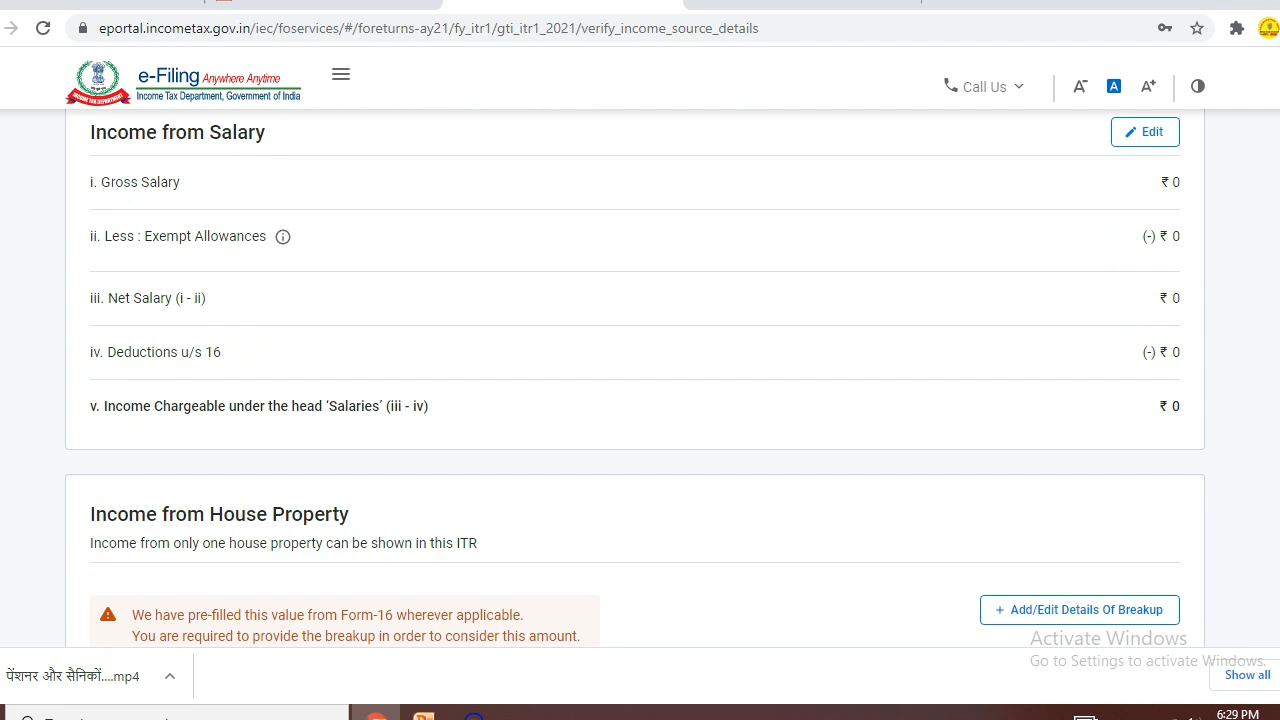 eportal.incometax.gov.in/iec/foservices/#/foreturns-ay21/fy_itr1/gti_itr1_2021/verify_income_source_details
e-Filing Anywhere Anytime
Income Tax Department, Government of India
INCOME TAX DEPARTMENT
Call Us
A-
A
A+
Income from Salary
Edit
i. Gross Salary ₹ 0
ii. Less : Exempt Allowances (-) ₹ 0
iii. Net Salary (i - ii) ₹ 0
iv. Deductions u/s 16 (-) ₹ 0
v. Income Chargeable under the head ‘Salaries’ (iii - iv) ₹ 0
Income from House Property
Income from only one house property can be shown in this ITR
We have pre-filled this value from Form-16 wherever applicable.
You are required to provide the breakup in order to consider this amount.
+ Add/Edit Details Of Breakup
Activate Windows
Go to Settings to activate Windows.
पेंशनर और सैनिकों....mp4
Show all
6:29 PM